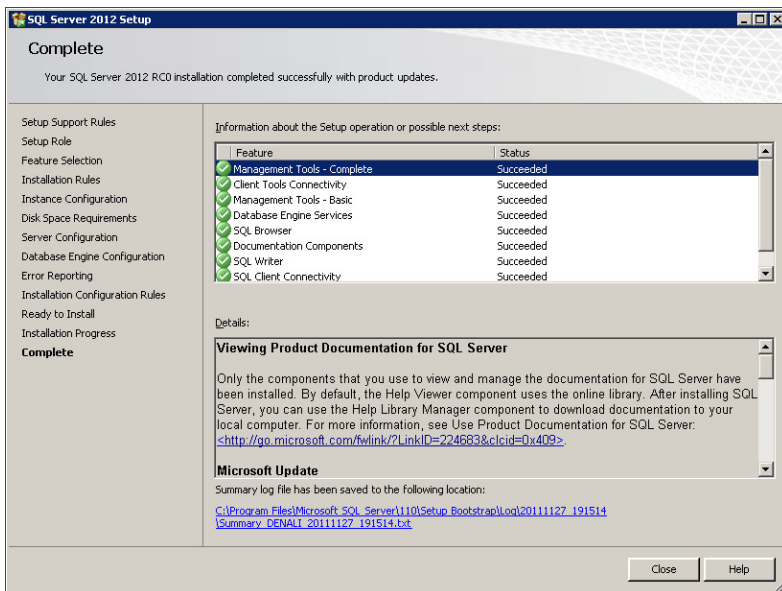 SQL Server 2012 Setup
Complete
Your SQL Server 2012 RC0 installation completed successfully with product updates.
Setup Support Rules
Setup Role
Feature Selection
Installation Rules
Instance Configuration
Disk Space Requirements
Server Configuration
Database Engine Configuration
Error Reporting
Installation Configuration Rules
Ready to Install
Installation Progress
Complete
Information about the Setup operation or possible next steps:
Feature Status
Management Tools - Complete Succeeded
Client Tools Connectivity Succeeded
Management Tools - Basic Succeeded
Database Engine Services Succeeded
SQL Browser Succeeded
Documentation Components Succeeded
SQL Writer Succeeded
SQL Client Connectivity Succeeded
Details:
Viewing Product Documentation for SQL Server
Only the components that you use to view and manage the documentation for SQL Server have
been installed. By default, the Help Viewer component uses the online library. After installing SQL
Server, you can use the Help Library Manager component to download documentation to your
local computer. For more information, see Use Product Documentation for SQL Server:
<http://go.microsoft.com/fwlink/?LinkID=224683&clcid=0x409>.
Microsoft Update
Summary log file has been saved to the following location:
C:\Program Files\Microsoft SQL Server\110\Setup Bootstrap\Log\20111127_191514
\Summary_DENALI_20111127_191514.txt
Close Help